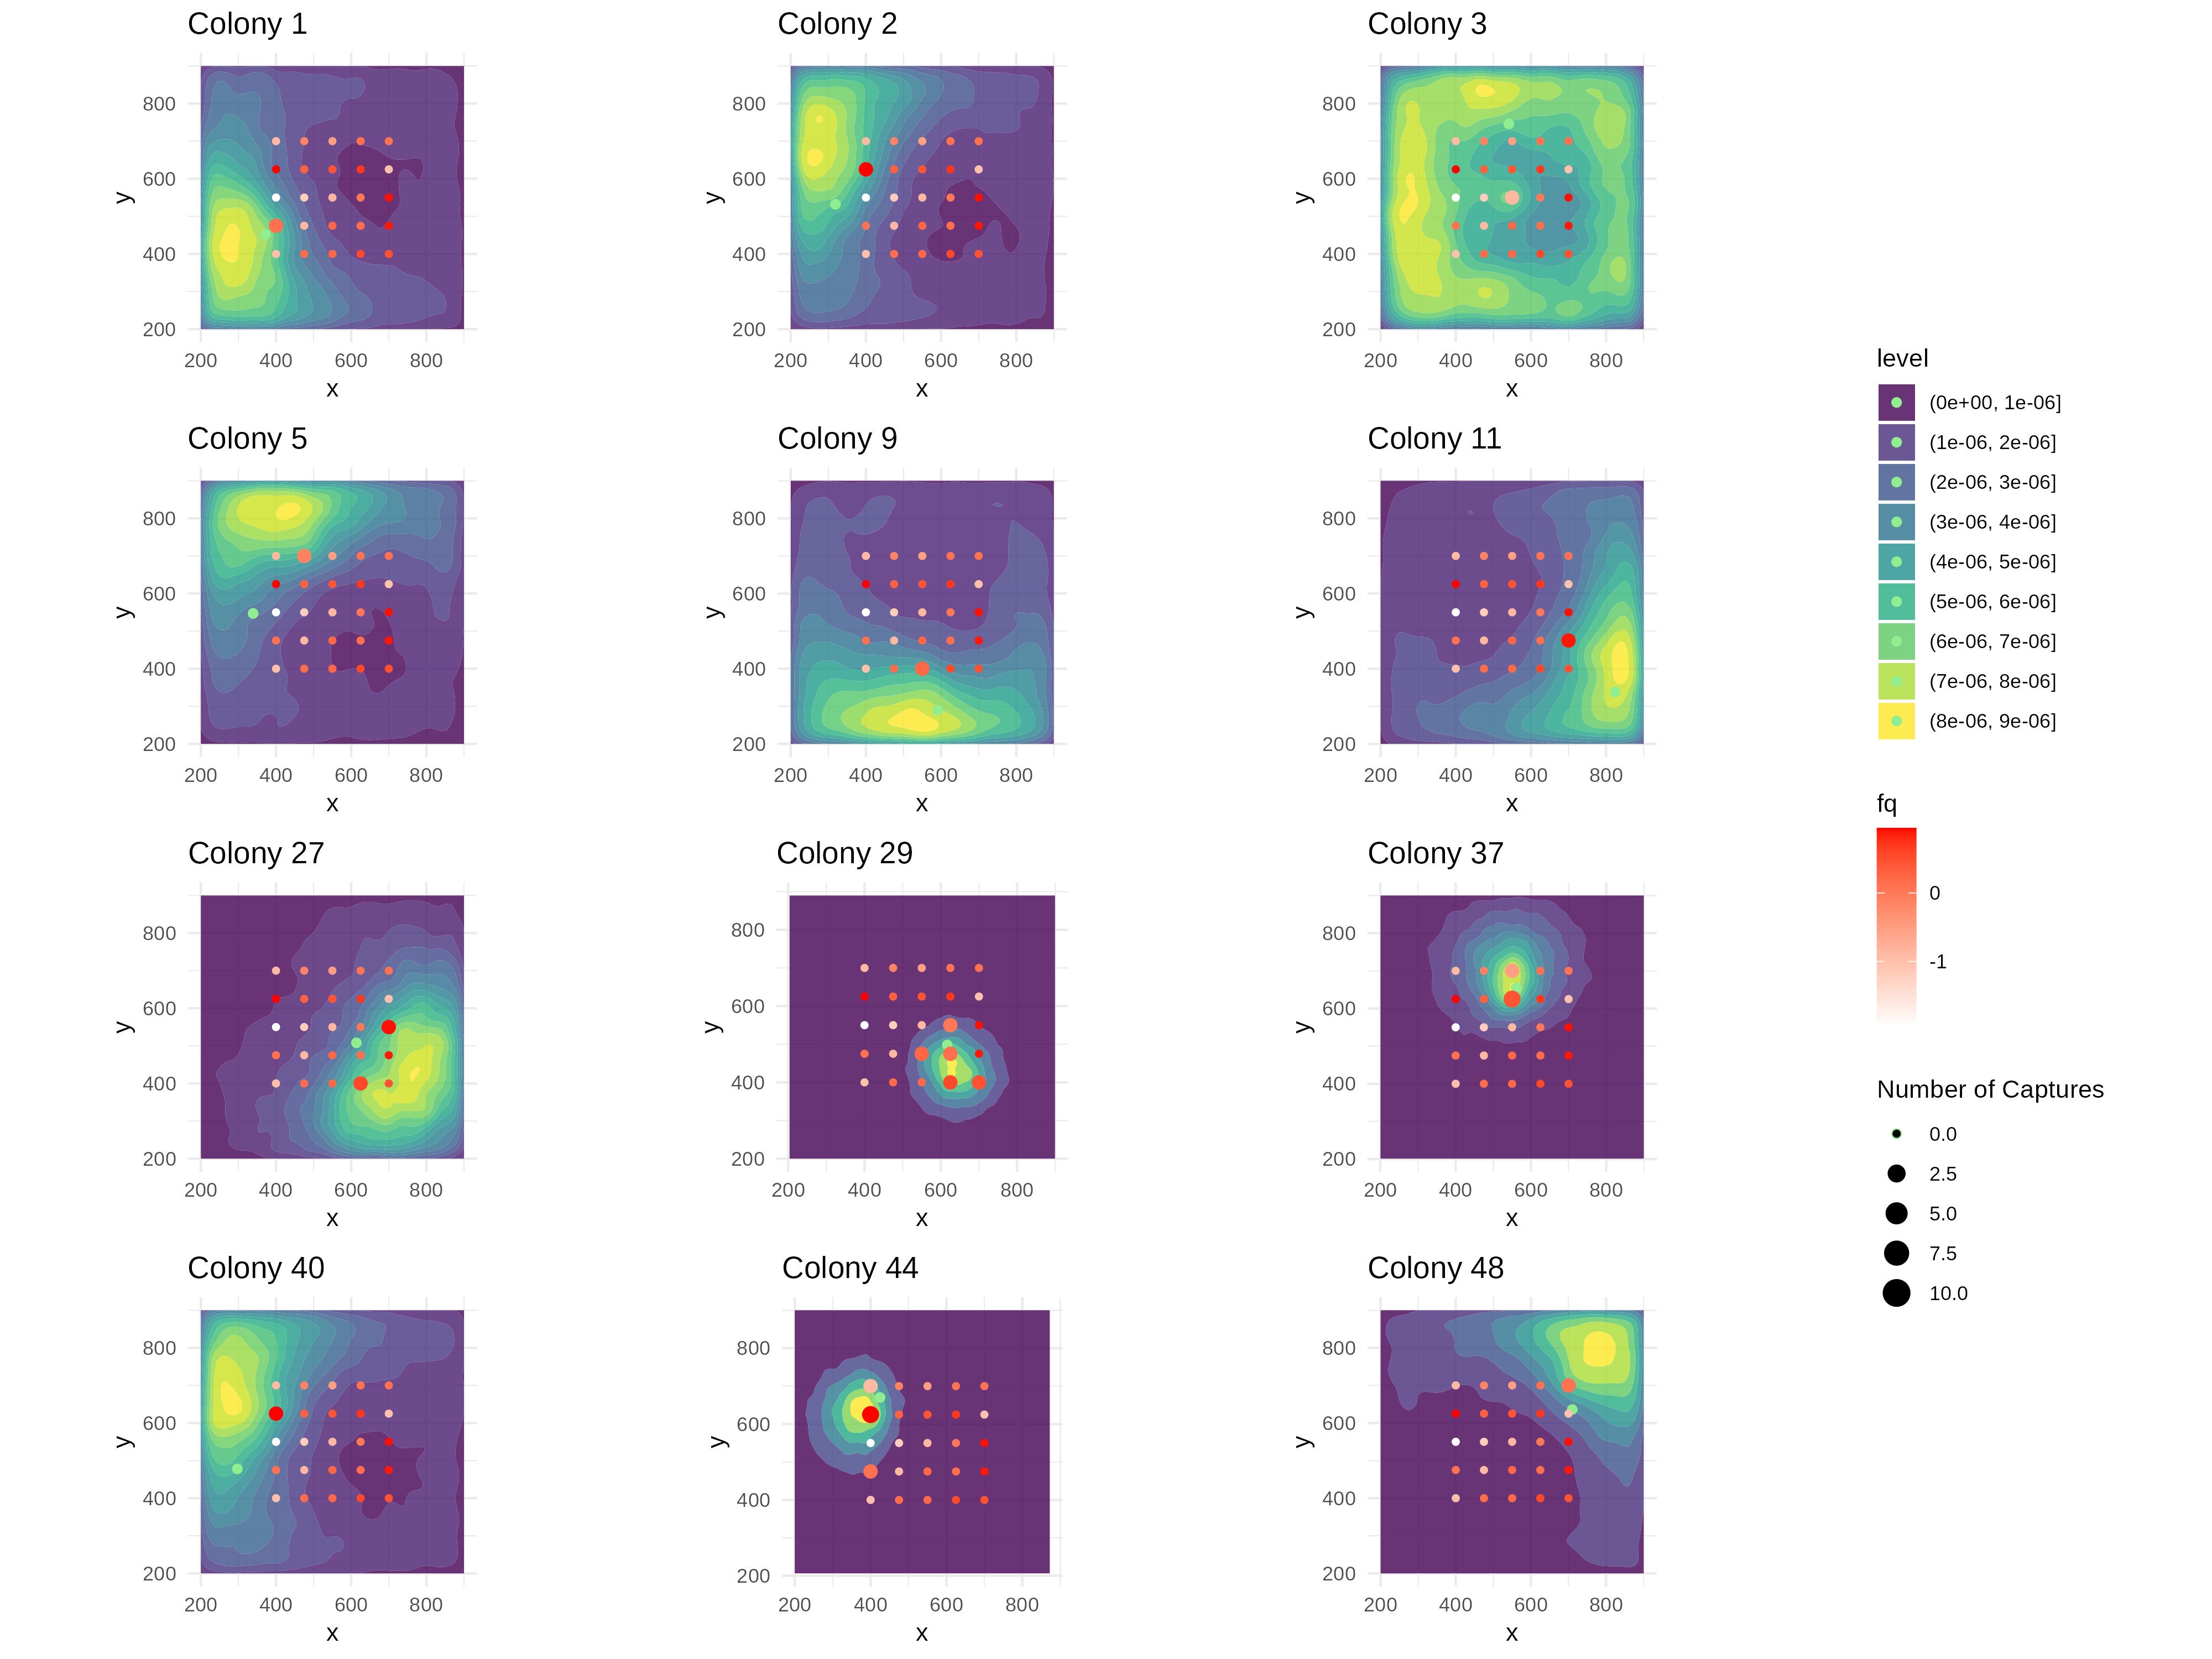 Colony 1
Colony 2
Colony 3
800
600
400
200
y
200 400 600 800
x
800
600
400
200
y
200 400 600 800
x
800
600
400
200
y
200 400 600 800
x
Colony 5
Colony 9
Colony 11
800
600
400
200
y
200 400 600 800
x
800
600
400
200
y
200 400 600 800
x
800
600
400
200
y
200 400 600 800
x
Colony 27
Colony 29
Colony 37
800
600
400
200
y
200 400 600 800
x
800
600
400
200
y
200 400 600 800
x
800
600
400
200
y
200 400 600 800
x
Colony 40
Colony 44
Colony 48
800
600
400
200
y
200 400 600 800
x
800
600
400
200
y
200 400 600 800
x
800
600
400
200
y
200 400 600 800
x
level
(0e+00, 1e-06]
(1e-06, 2e-06]
(2e-06, 3e-06]
(3e-06, 4e-06]
(4e-06, 5e-06]
(5e-06, 6e-06]
(6e-06, 7e-06]
(7e-06, 8e-06]
(8e-06, 9e-06]
fq
0
-1
Number of Captures
0.0
2.5
5.0
7.5
10.0